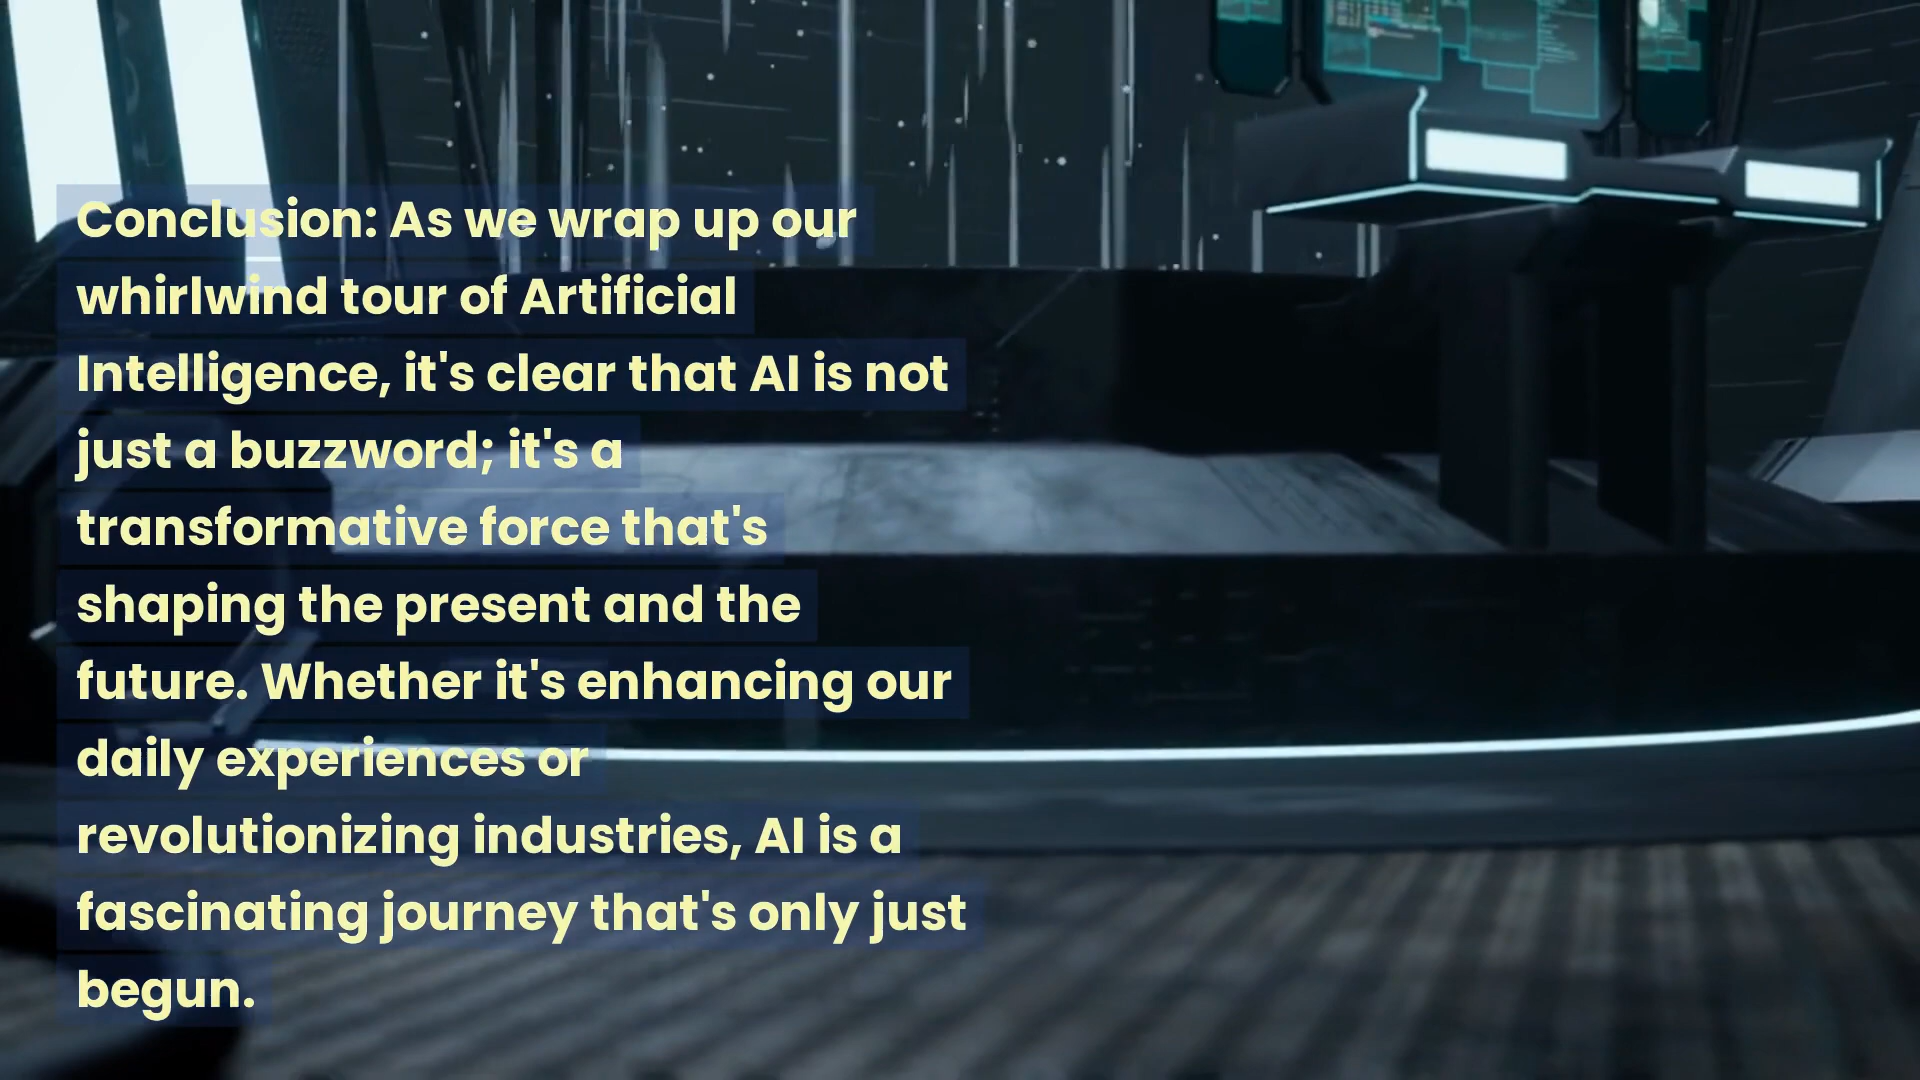 Conclusion: As we wrap up our
whirlwind tour of Artificial
Intelligence, it's clear that AI is not
just a buzzword; it's a
transformative force that's
shaping the present and the
future. Whether it's enhancing our
daily experiences or
revolutionizing industries, AI is a
fascinating journey that's only just
begun.